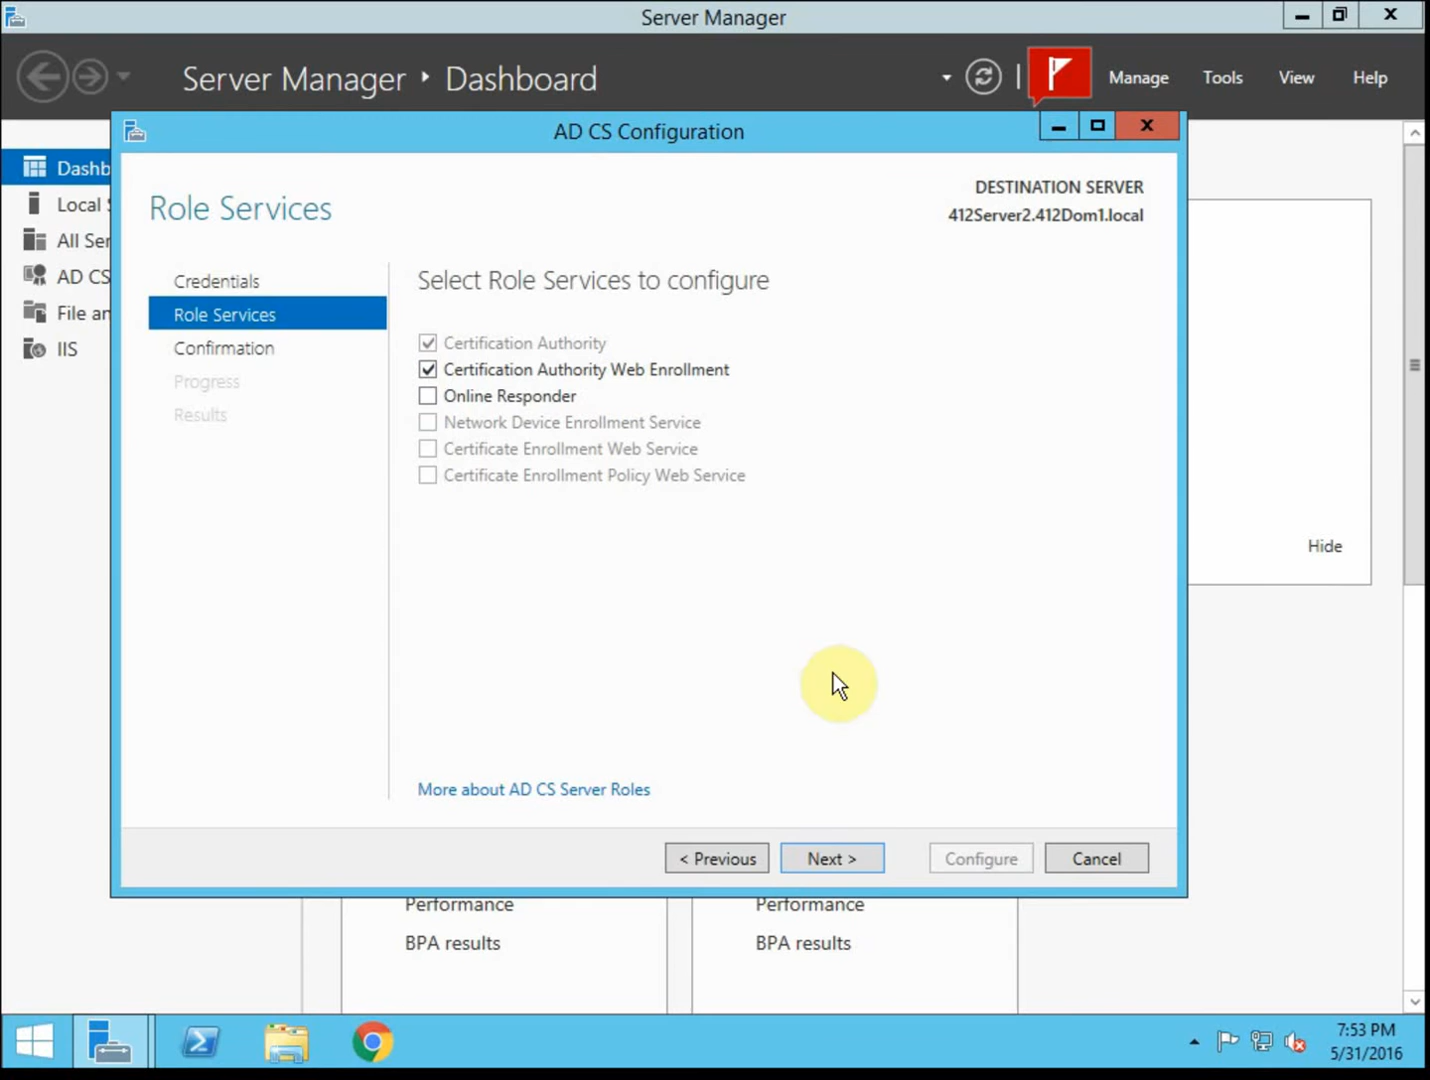 Server Manager
Server Manager ‣ Dashboard
Manage
Tools
View
Help
AD CS Configuration
Dashb
Local
All Ser
AD CS
File an
IIS
Role Services
DESTINATION SERVER
412Server2.412Dom1.local
Credentials
Role Services
Confirmation
Progress
Results
Select Role Services to configure
Certification Authority
Certification Authority Web Enrollment
Online Responder
Network Device Enrollment Service
Certificate Enrollment Web Service
Certificate Enrollment Policy Web Service
Hide
More about AD CS Server Roles
< Previous
Next >
Configure
Cancel
Performance
BPA results
Performance
BPA results
7:53 PM
5/31/2016